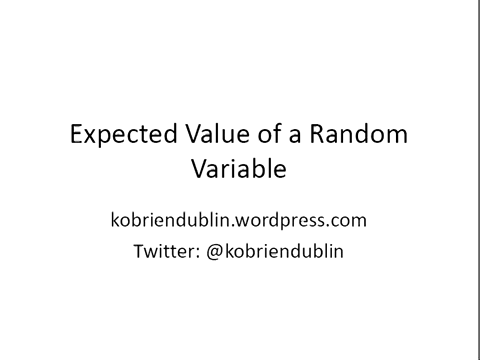 Expected Value of a Random
Variable
kobriendublin.wordpress.com
Twitter: @kobriendublin